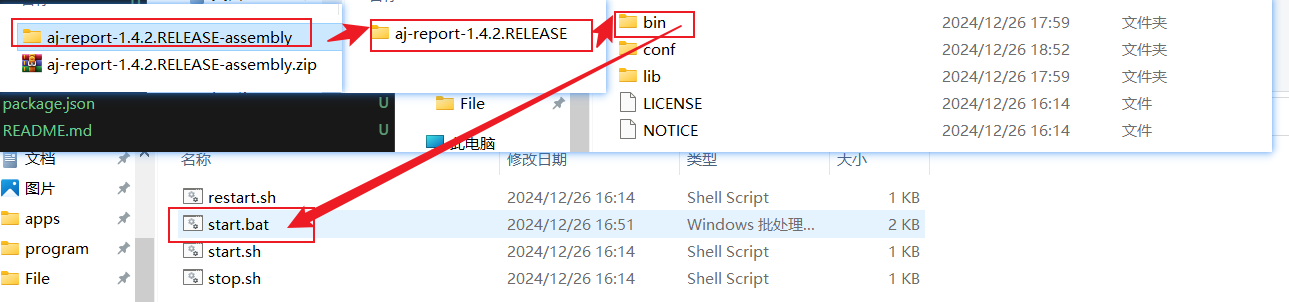 aj-report-1.4.2.RELEASE-assembly
aj-report-1.4.2.RELEASE-assembly.zip
package.json U
README.md U
aj-report-1.4.2.RELEASE
File
此电脑
bin 2024/12/26 17:59 文件夹
conf 2024/12/26 18:52 文件夹
lib 2024/12/26 17:59 文件夹
LICENSE 2024/12/26 16:14 文件
NOTICE 2024/12/26 16:14 文件
文档
图片
apps
program
File
名称 修改日期 类型 大小
restart.sh 2024/12/26 16:14 Shell Script 1 KB
start.bat 2024/12/26 16:51 Windows 批处理... 2 KB
start.sh 2024/12/26 16:14 Shell Script 1 KB
stop.sh 2024/12/26 16:14 Shell Script 1 KB